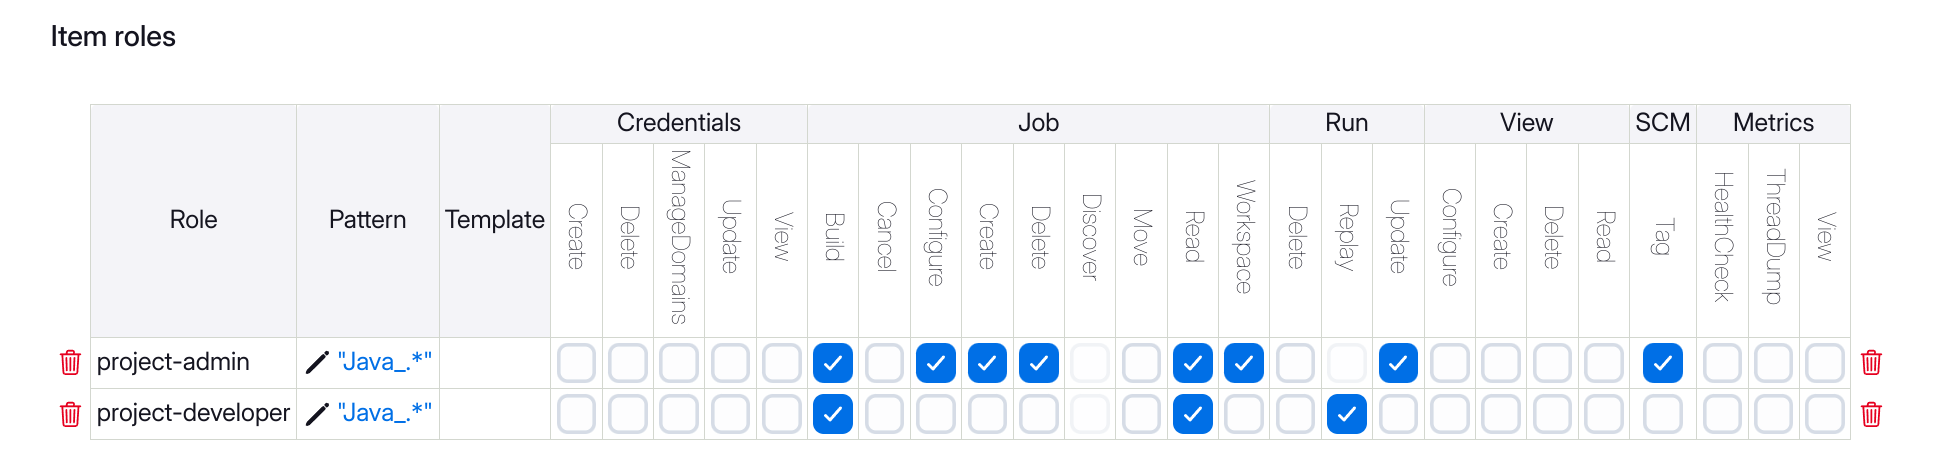 Item roles
Credentials Job Run View SCM Metrics
Role Pattern Template Create Delete ManageDomains Update View Build Cancel Configure Create Delete Discover Move Read Workspace Delete Replay Update Configure Create Delete Read Tag HealthCheck ThreadDump View
project-admin "Java_.*"
project-developer "Java_.*"